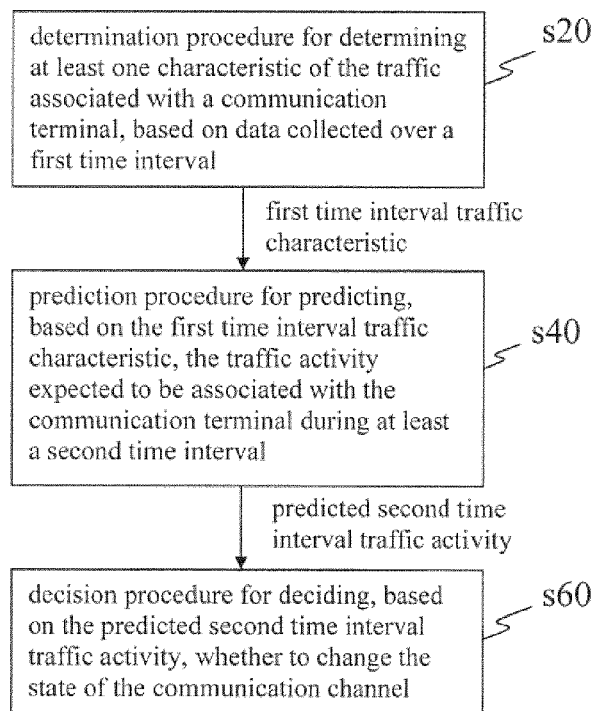 determination procedure for determining
at least one characteristic of the traffic
associated with a communication
terminal, based on data collected over a
first time interval
s20
first time interval traffic
characteristic
prediction procedure for predicting,
based on the first time interval traffic
characteristic, the traffic activity
expected to be associated with the
communication terminal during at least
a second time interval
s40
predicted second time
interval traffic activity
decision procedure for deciding, based
on the predicted second time interval
traffic activity, whether to change the
state of the communication channel
s60